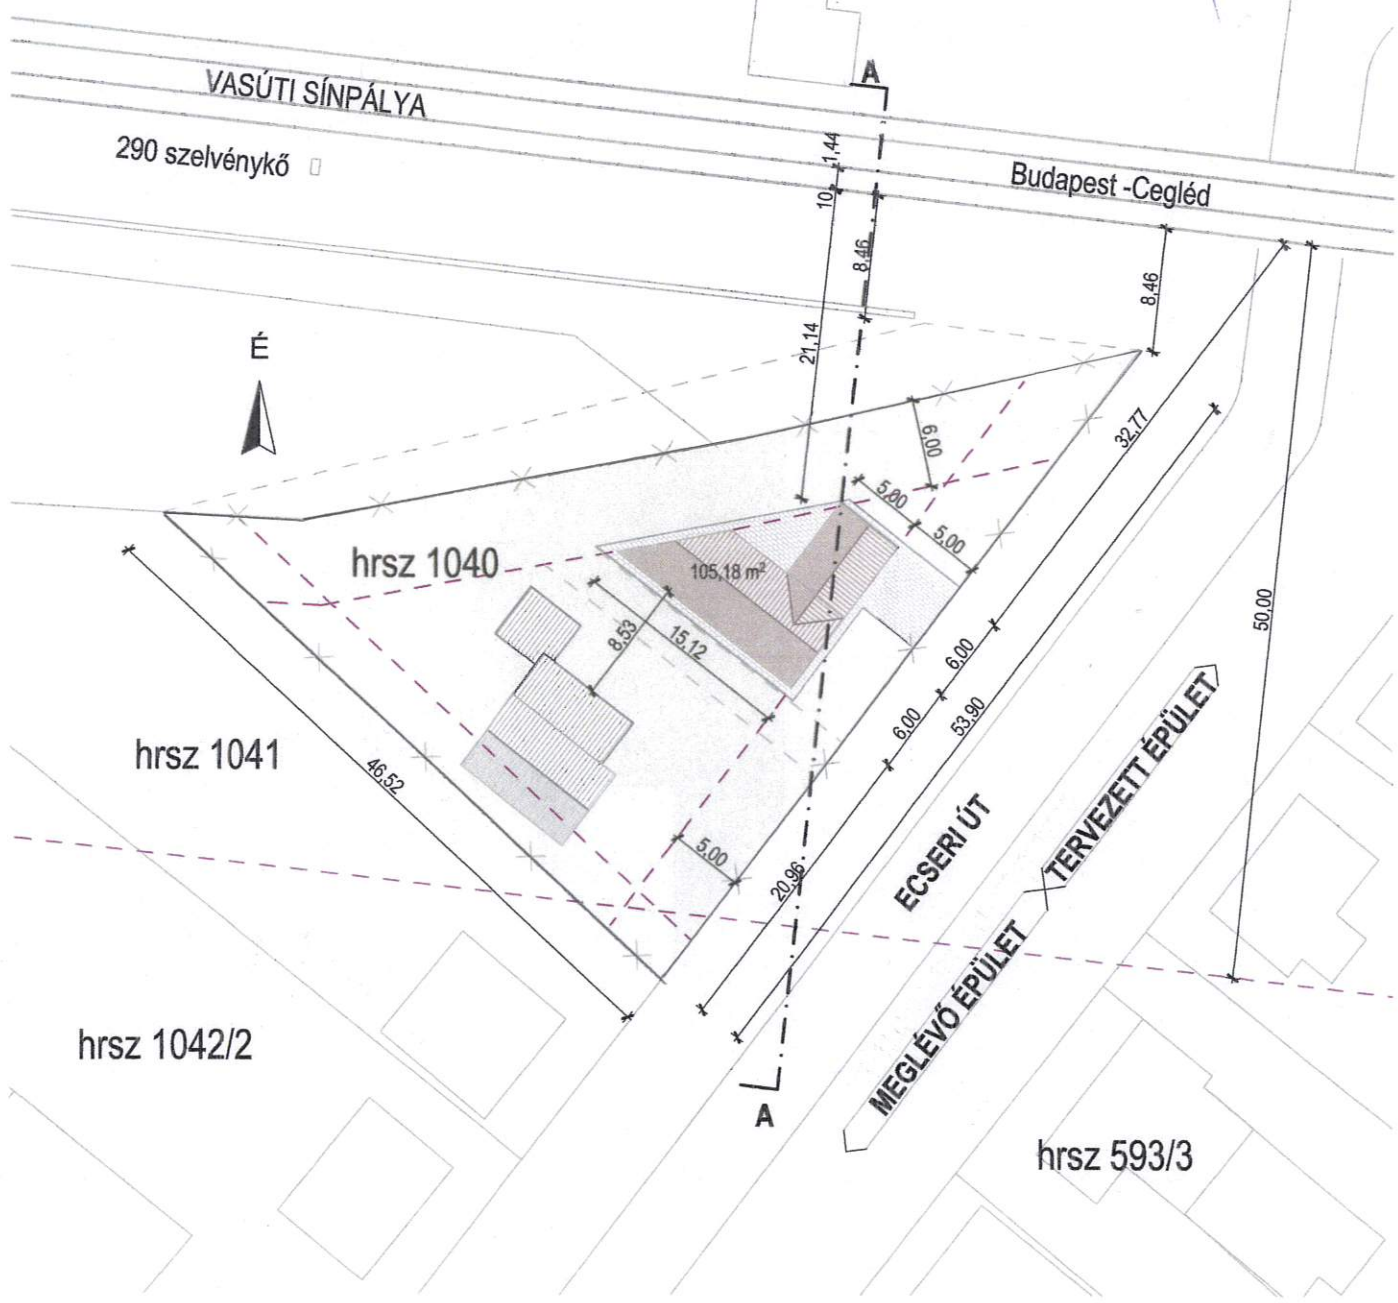 A
VASÚTI SÍNPÁLYA
290 szelvénykő
1,44
10
Budapest -Cegléd
8,46
8,46
21,14
É
32,77
6,00
5,00
5,00
hrsz 1040
105,18 m²
8,53
15,12
50,00
6,00
6,00
53,90
hrsz 1041
46,52
5,00
20,96
ECSERI ÚT
TERVEZETT ÉPÜLET
MEGLÉVŐ ÉPÜLET
hrsz 1042/2
A
hrsz 593/3